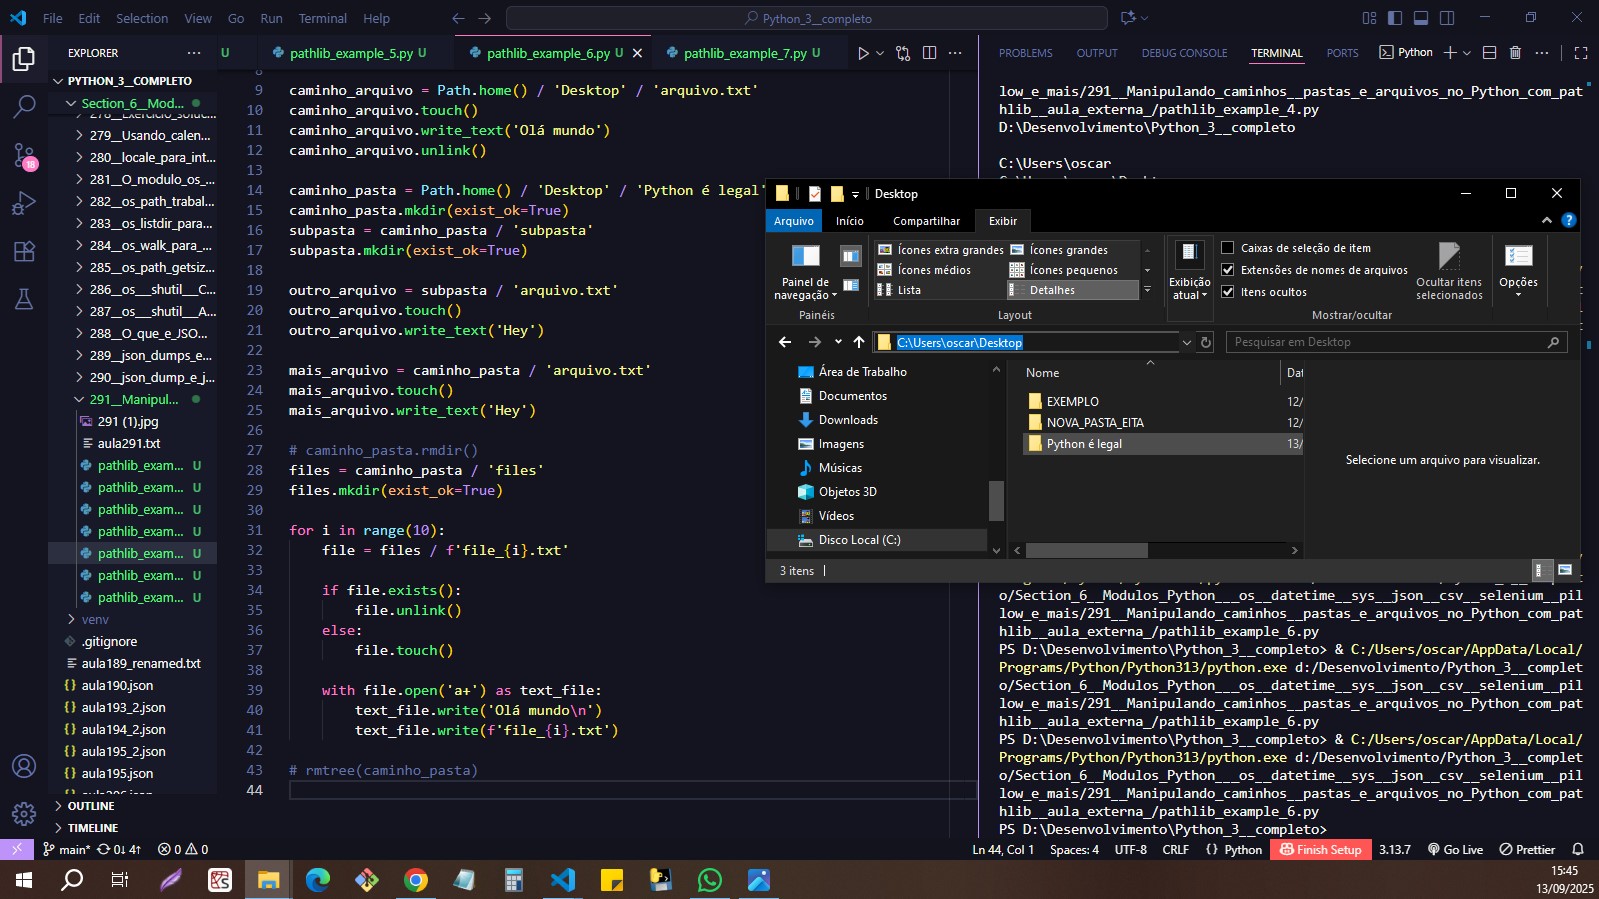 File Edit Selection View Go Run Terminal Help
Python_3__completo
EXPLORER
PYTHON_3__COMPLETO
Section_6__Mod...
279__Usando_calen...
280__locale_para_int...
281__O_modulo_os_...
282__os_path_trabal...
283__os_listdir_para...
284__os_walk_para_...
285__os_path_getsiz...
286__os___shutil___C...
287__os___shutil___A...
288__O_que_e_JSO...
289__json_dumps_e...
290__json_dump_e_j...
291__Manipul...
291 (1).jpg
aula291.txt
pathlib_exam... U
pathlib_exam... U
pathlib_exam... U
pathlib_exam... U
pathlib_exam... U
pathlib_exam... U
pathlib_exam... U
venv
.gitignore
aula189_renamed.txt
aula190.json
aula193_2.json
aula194_2.json
aula195_2.json
aula195.json
OUTLINE
TIMELINE
18
U
pathlib_example_5.py U
pathlib_example_6.py U
pathlib_example_7.py U
8
9 caminho_arquivo = Path.home() / 'Desktop' / 'arquivo.txt'
10 caminho_arquivo.touch()
11 caminho_arquivo.write_text('Olá mundo')
12 caminho_arquivo.unlink()
13
14 caminho_pasta = Path.home() / 'Desktop' / 'Python é legal'
15 caminho_pasta.mkdir(exist_ok=True)
16 subpasta = caminho_pasta / 'subpasta'
17 subpasta.mkdir(exist_ok=True)
18
19 outro_arquivo = subpasta / 'arquivo.txt'
20 outro_arquivo.touch()
21 outro_arquivo.write_text('Hey')
22
23 mais_arquivo = caminho_pasta / 'arquivo.txt'
24 mais_arquivo.touch()
25 mais_arquivo.write_text('Hey')
26
27 # caminho_pasta.rmdir()
28 files = caminho_pasta / 'files'
29 files.mkdir(exist_ok=True)
30
31 for i in range(10):
32 file = files / f'file_{i}.txt'
33
34 if file.exists():
35 file.unlink()
36 else:
37 file.touch()
38
39 with file.open('a+') as text_file:
40 text_file.write('Olá mundo\n')
41 text_file.write(f'file_{i}.txt')
42
43 # rmtree(caminho_pasta)
44
PROBLEMS OUTPUT DEBUG CONSOLE TERMINAL PORTS Python
low_e_mais/291__Manipulando_caminhos__pastas_e_arquivos_no_Python_com_pat
hlib__aula_externa_/pathlib_example_4.py
D:\Desenvolvimento\Python_3__completo
C:\Users\oscar
Desktop
Arquivo Início Compartilhar Exibir
Painel de navegação
Painéis
Ícones extra grandes Ícones grandes
Ícones médios Ícones pequenos
Lista Detalhes
Layout
Exibição atual
Caixas de seleção de item
Extensões de nomes de arquivos
Itens ocultos
Ocultar itens selecionados
Mostrar/ocultar
Opções
C:\Users\oscar\Desktop
Pesquisar em Desktop
Área de Trabalho
Documentos
Downloads
Imagens
Músicas
Objetos 3D
Vídeos
Disco Local (C:)
Nome Dat
EXEMPLO 12/
NOVA_PASTA_EITA 12/
Python é legal 13/
Selecione um arquivo para visualizar.
3 itens
o/Section_6__Modulos_Python___os__datetime__sys__json__csv__selenium__pil
low_e_mais/291__Manipulando_caminhos__pastas_e_arquivos_no_Python_com_pat
hlib__aula_externa_/pathlib_example_6.py
PS D:\Desenvolvimento\Python_3__completo> & C:/Users/oscar/AppData/Local/
Programs/Python/Python313/python.exe d:/Desenvolvimento/Python_3__complet
o/Section_6__Modulos_Python___os__datetime__sys__json__csv__selenium__pil
low_e_mais/291__Manipulando_caminhos__pastas_e_arquivos_no_Python_com_pat
hlib__aula_externa_/pathlib_example_6.py
PS D:\Desenvolvimento\Python_3__completo> & C:/Users/oscar/AppData/Local/
Programs/Python/Python313/python.exe d:/Desenvolvimento/Python_3__complet
o/Section_6__Modulos_Python___os__datetime__sys__json__csv__selenium__pil
low_e_mais/291__Manipulando_caminhos__pastas_e_arquivos_no_Python_com_pat
hlib__aula_externa_/pathlib_example_6.py
PS D:\Desenvolvimento\Python_3__completo>
main* 0↓ 4↑ 0 0
Ln 44, Col 1 Spaces: 4 UTF-8 CRLF {} Python Finish Setup 3.13.7 Go Live Prettier
15:45
13/09/2025